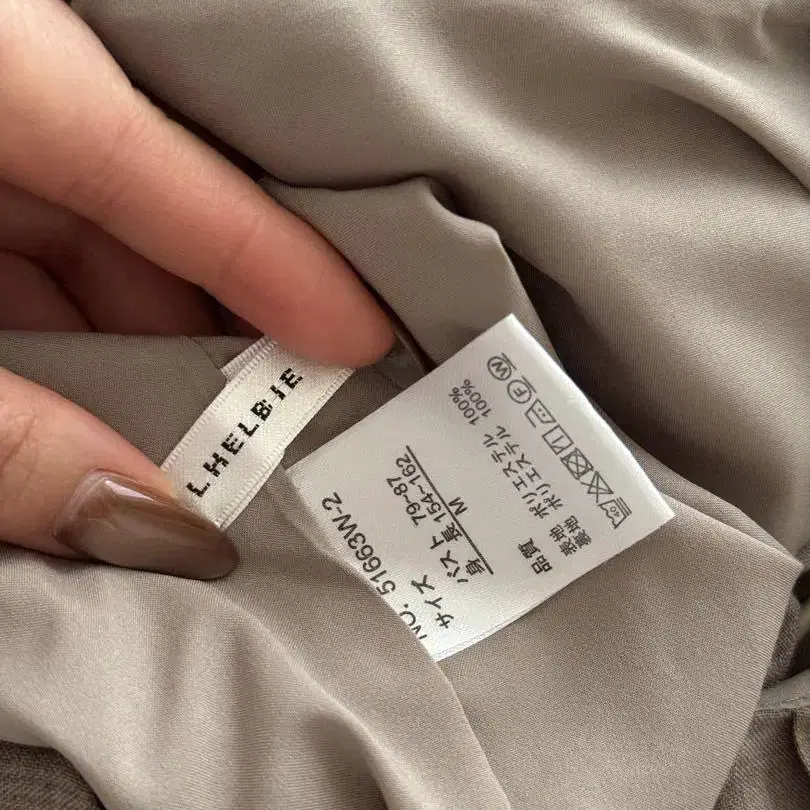 LHELBIE
NO. 51663W-2
サイズ
バスト 79~87
身 長 154~162
M
品質
表地 ポリエステル 100%
裏地 ポリエステル 100%
40 F W